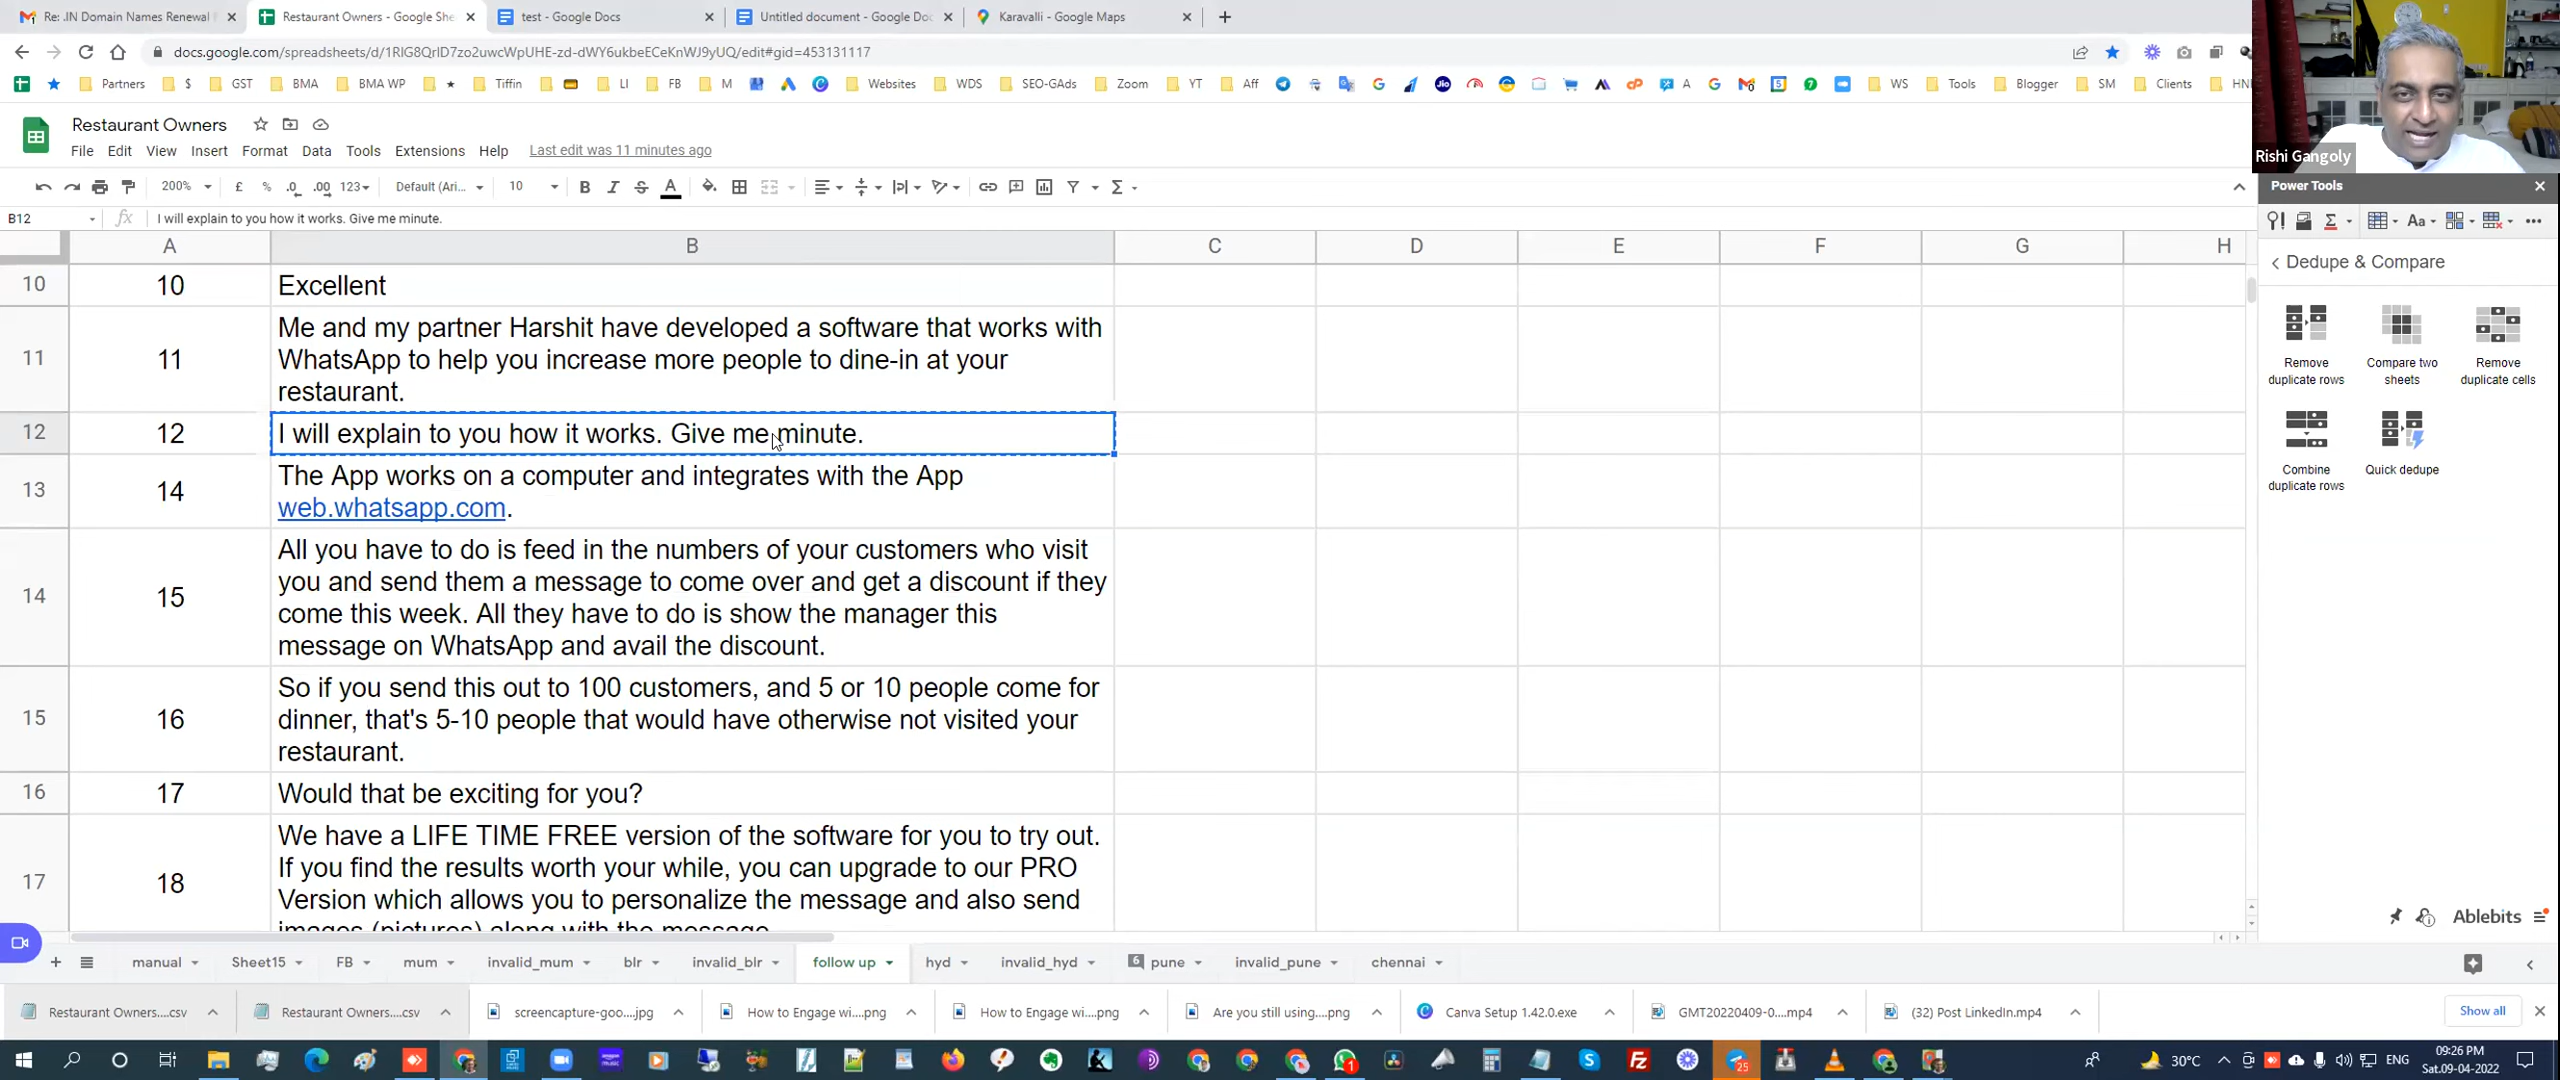 Re: .IN Domain Names Renewal
Restaurant Owners - Google She
test - Google Docs
Untitled document - Google Doc
Karavalli - Google Maps
docs.google.com/spreadsheets/d/1RlG8QrlD7zo2uwcWpUHE-zd-dWY6ukbeECeKnWJ9yUQ/edit#gid=453131117
Partners $ GST BMA BMA WP ★ Tiffin LI FB M Websites WDS SEO-GAds Zoom YT Aff A WS Tools Blogger SM Clients HNI
Restaurant Owners
File Edit View Insert Format Data Tools Extensions Help Last edit was 11 minutes ago
200% £ % .0 .00 123 Default (Ari... 10 B I S A
B12 fx I will explain to you how it works. Give me minute.
Rishi Gangoly
Power Tools
Dedupe & Compare
Remove duplicate rows
Compare two sheets
Remove duplicate cells
Combine duplicate rows
Quick dedupe
Ablebits
A B C D E F G H
10 10 Excellent
11 11 Me and my partner Harshit have developed a software that works with
WhatsApp to help you increase more people to dine-in at your
restaurant.
12 12 I will explain to you how it works. Give me minute.
13 14 The App works on a computer and integrates with the App
web.whatsapp.com.
14 15 All you have to do is feed in the numbers of your customers who visit
you and send them a message to come over and get a discount if they
come this week. All they have to do is show the manager this
message on WhatsApp and avail the discount.
15 16 So if you send this out to 100 customers, and 5 or 10 people come for
dinner, that's 5-10 people that would have otherwise not visited your
restaurant.
16 17 Would that be exciting for you?
17 18 We have a LIFE TIME FREE version of the software for you to try out.
If you find the results worth your while, you can upgrade to our PRO
Version which allows you to personalize the message and also send
images (pictures) along with the message
manual Sheet15 FB mum invalid_mum blr invalid_blr follow up hyd invalid_hyd 6 pune invalid_pune chennai
Restaurant Owners....csv
Restaurant Owners....csv
screencapture-goo....jpg
How to Engage wi....png
How to Engage wi....png
Are you still using....png
Canva Setup 1.42.0.exe
GMT20220409-0....mp4
(32) Post LinkedIn.mp4
Show all
30°C ENG
09:26 PM
Sat.09-04-2022